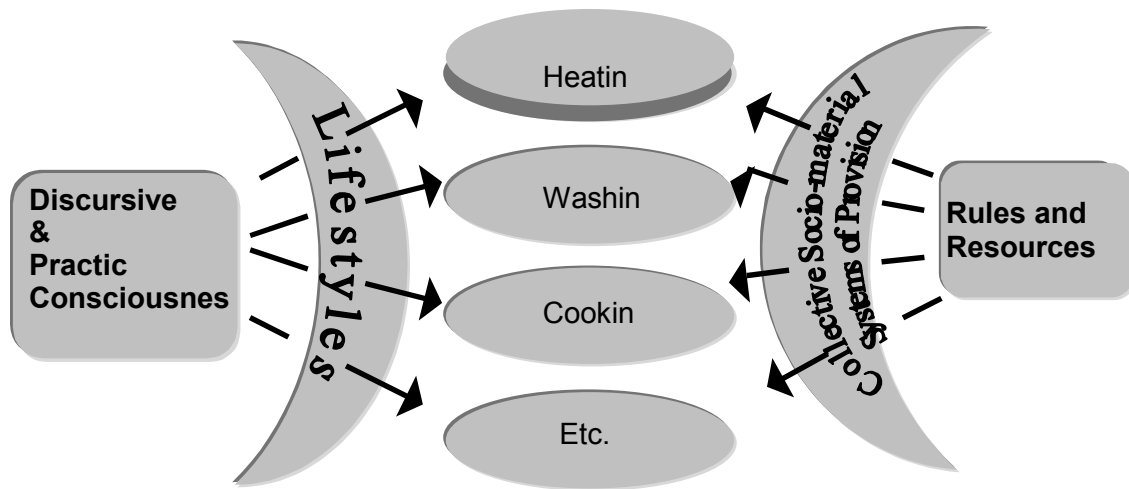 Discursive
&
Practic
Consciousnes
Lifestyles
Heatin
Washin
Cookin
Etc.
Collective Socio-material
Systems of Provision
Rules and
Resources